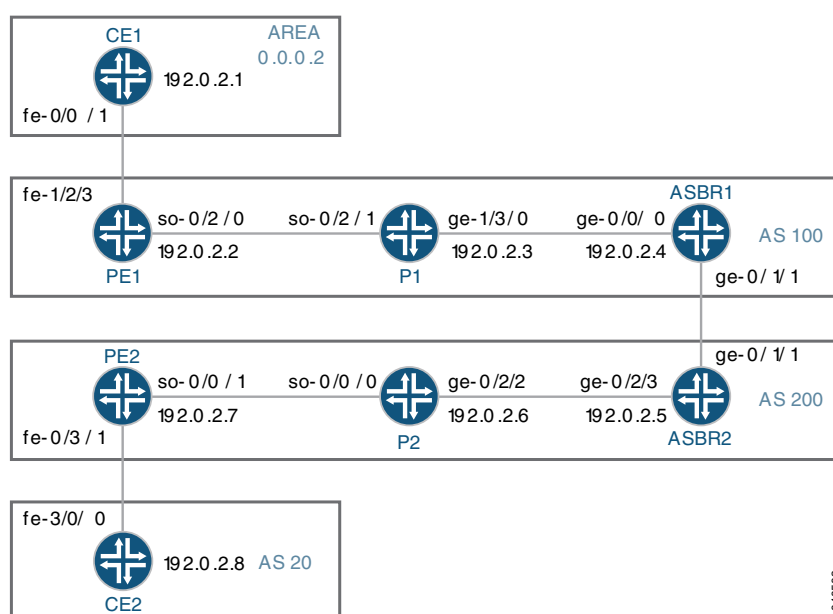 CE1
AREA
0.0.0.2
192.0.2.1
fe-0/0/1
fe-1/2/3
ASBR1
so-0/2/0
so-0/2/1
ge-1/3/0
ge-0/0/0
AS 100
192.0.2.2
192.0.2.3
192.0.2.4
PE1
P1
ge-0/1/1
PE2
ge-0/1/1
so-0/0/1
so-0/0/0
ge-0/2/2
ge-0/2/3
AS 200
192.0.2.7
192.0.2.6
192.0.2.5
fe-0/3/1
P2
ASBR2
fe-3/0/0
192.0.2.8 AS 20
CE2